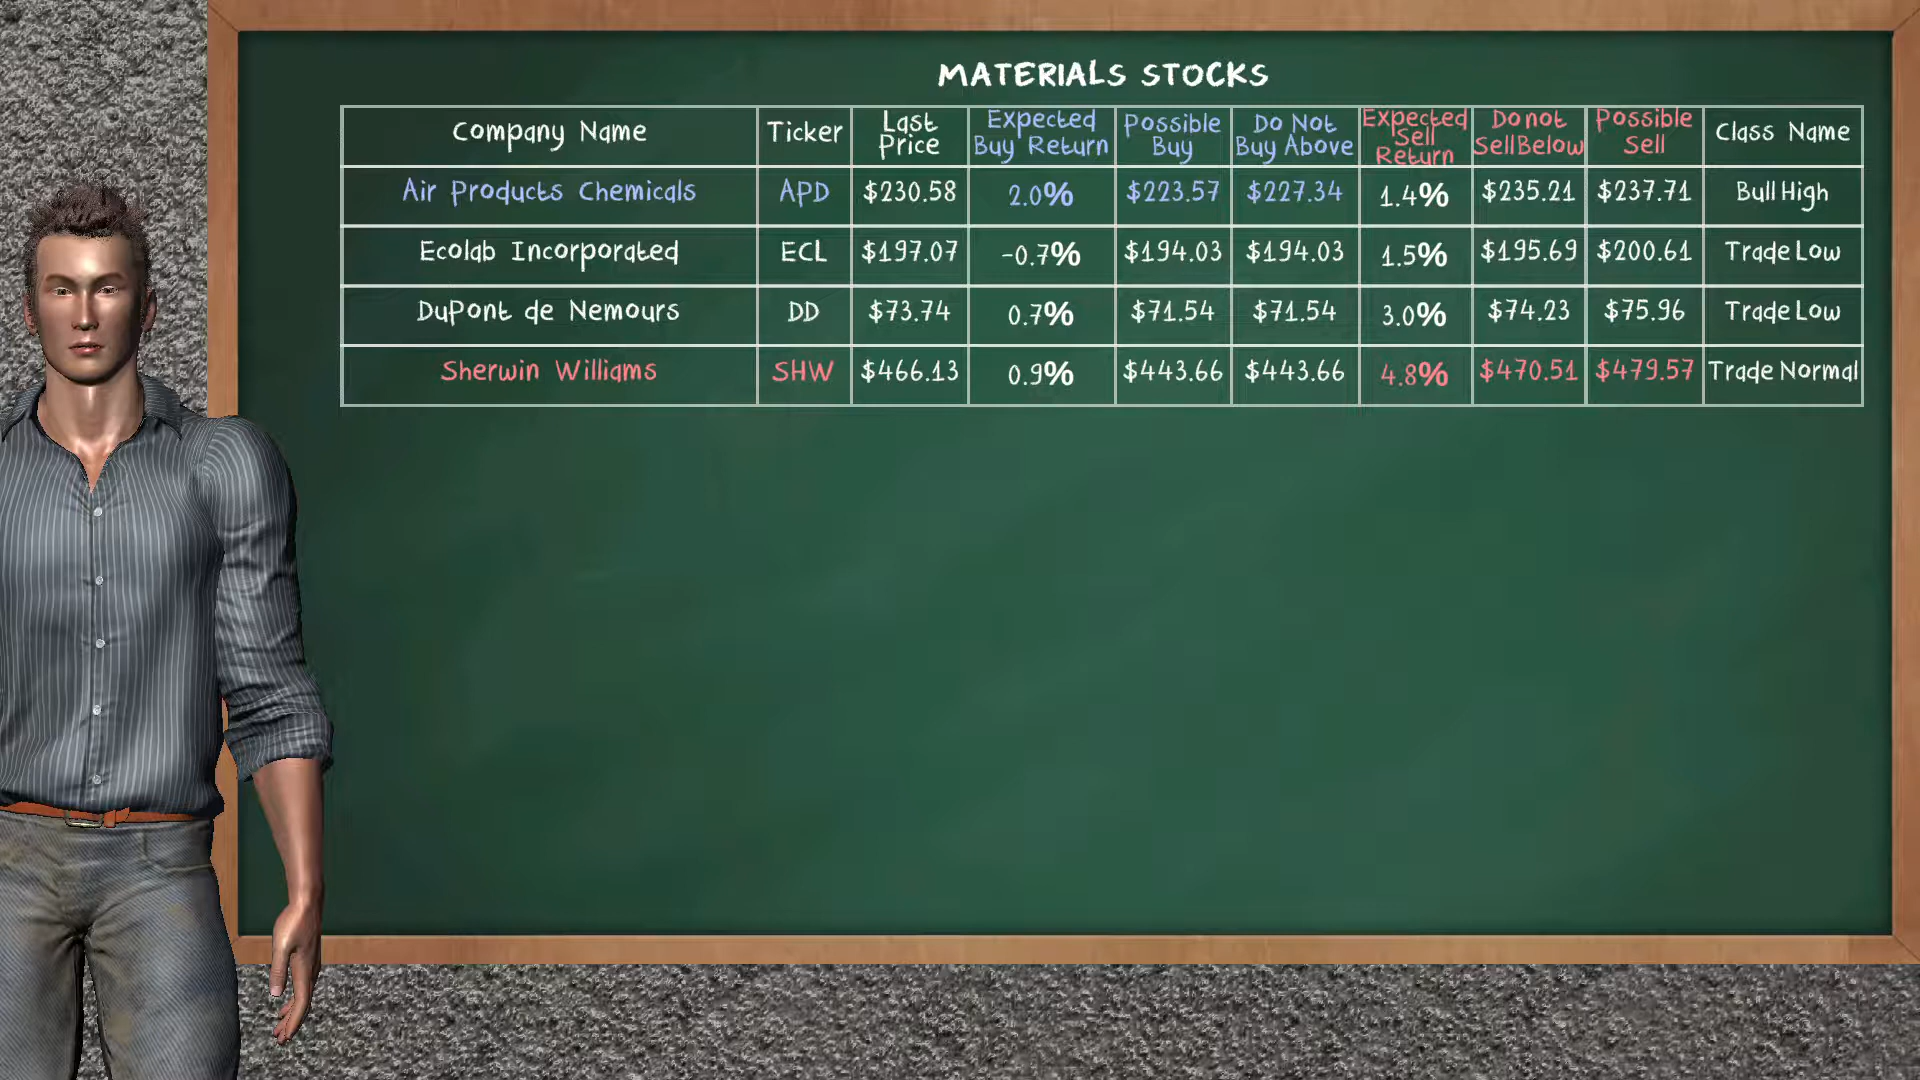 MATERIALS STOCKS
Company Name Ticker Last Price Expected Buy Return Possible Buy Do Not Buy Above Expected Sell Return Do not Sell Below Possible Sell Class Name
Air Products Chemicals APD $230.58 2.0% $223.57 $227.34 1.4% $235.21 $237.71 Bull High
Ecolab Incorporated ECL $197.07 -0.7% $194.03 $194.03 1.5% $195.69 $200.61 Trade Low
DuPont de Nemours DD $73.74 0.7% $71.54 $71.54 3.0% $74.23 $75.96 Trade Low
Sherwin Williams SHW $466.13 0.9% $443.66 $443.66 4.8% $470.51 $479.57 Trade Normal